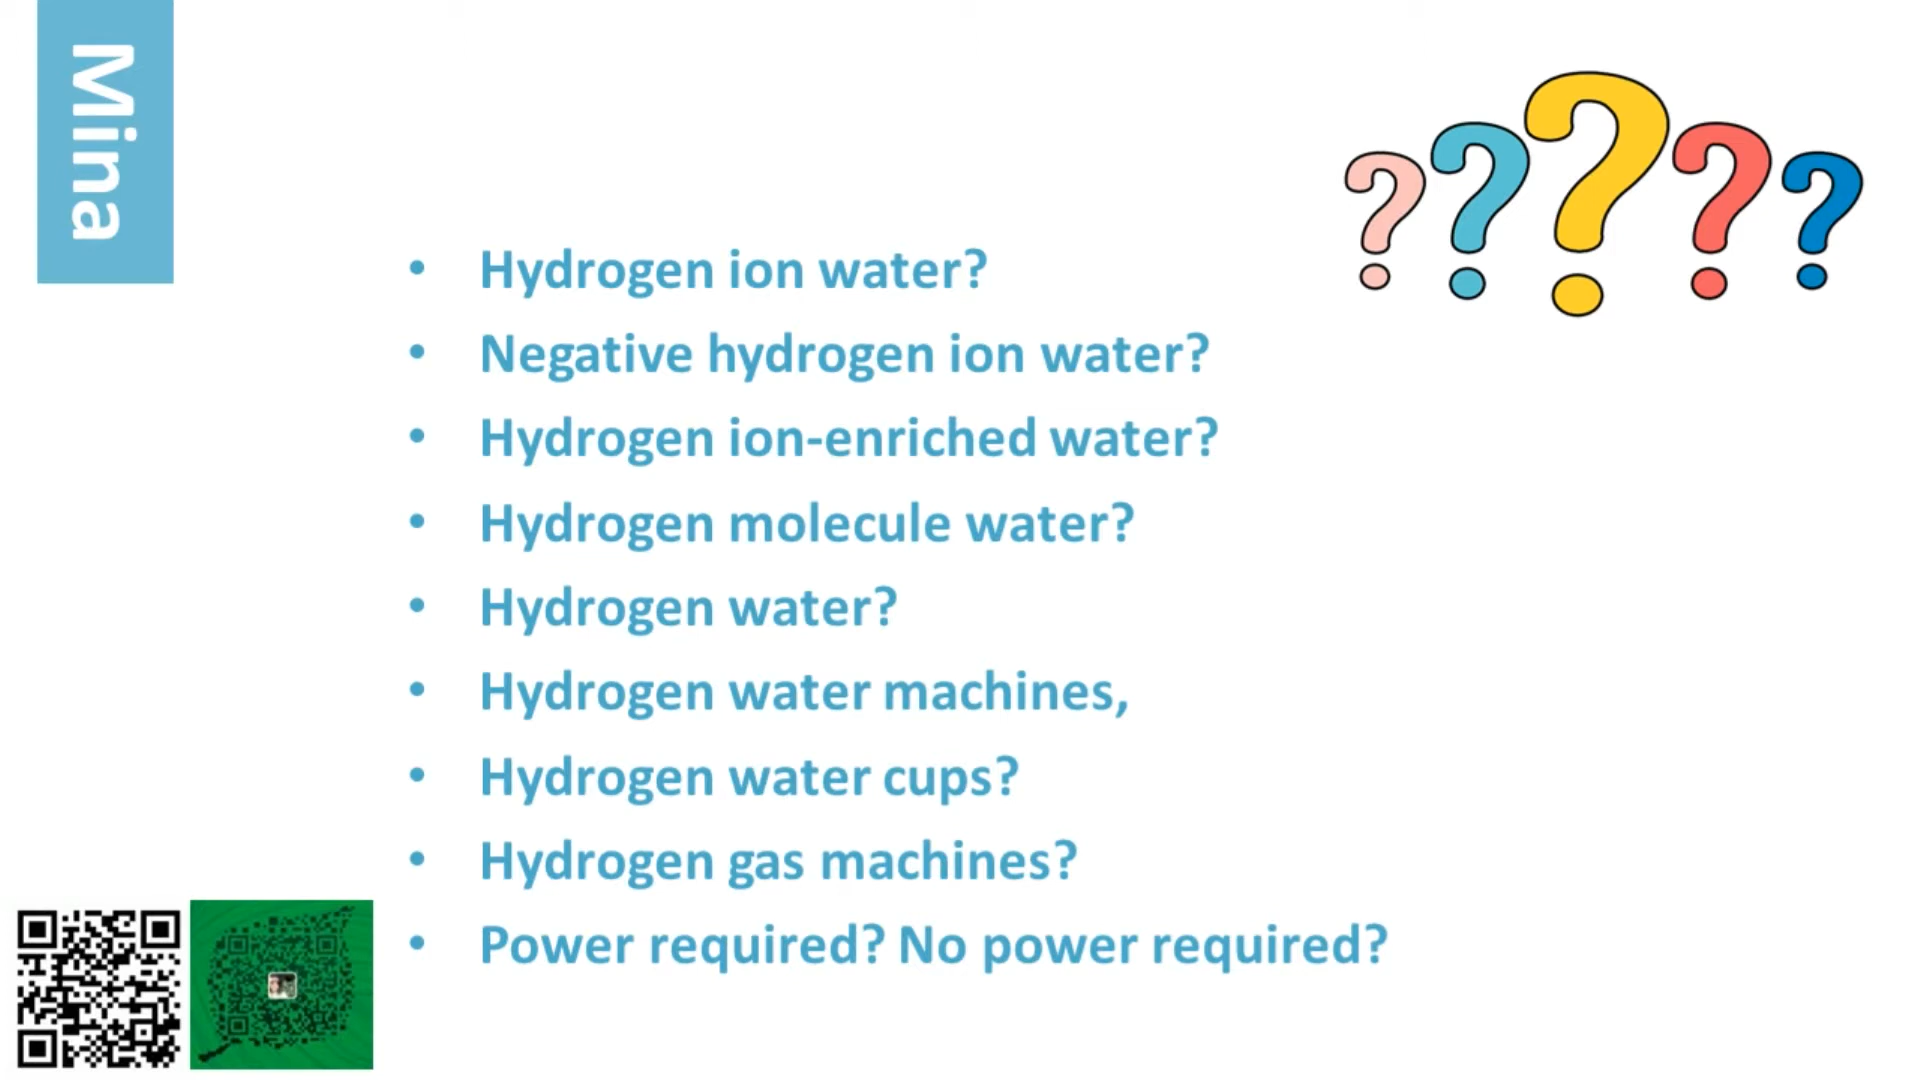 Mina
• Hydrogen ion water?
• Negative hydrogen ion water?
• Hydrogen ion-enriched water?
• Hydrogen molecule water?
• Hydrogen water?
• Hydrogen water machines,
• Hydrogen water cups?
• Hydrogen gas machines?
• Power required? No power required?